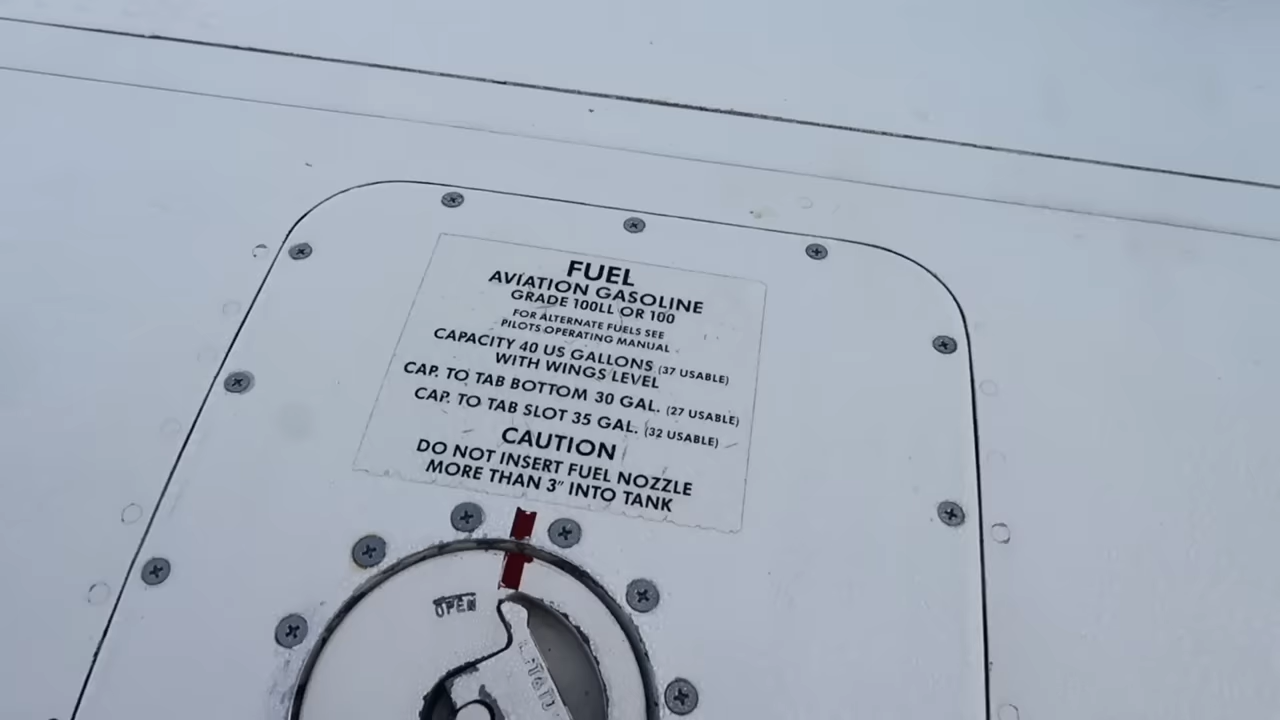 FUEL
AVIATION GASOLINE
GRADE 100LL OR 100
FOR ALTERNATE FUELS SEE
PILOTS OPERATING MANUAL
CAPACITY 40 US GALLONS (37 USABLE)
WITH WINGS LEVEL
CAP. TO TAB BOTTOM 30 GAL. (27 USABLE)
CAP. TO TAB SLOT 35 GAL. (32 USABLE)
CAUTION
DO NOT INSERT FUEL NOZZLE
MORE THAN 3″ INTO TANK
OPEN